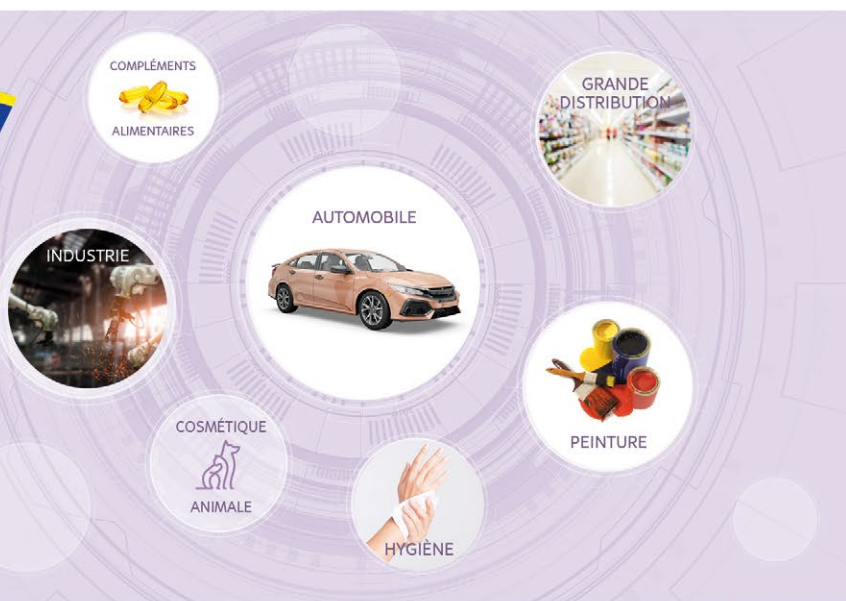 COMPLÉMENTS
ALIMENTAIRES
GRANDE
DISTRIBUTION
AUTOMOBILE
INDUSTRIE
PEINTURE
COSMÉTIQUE
ANIMALE
HYGIÈNE